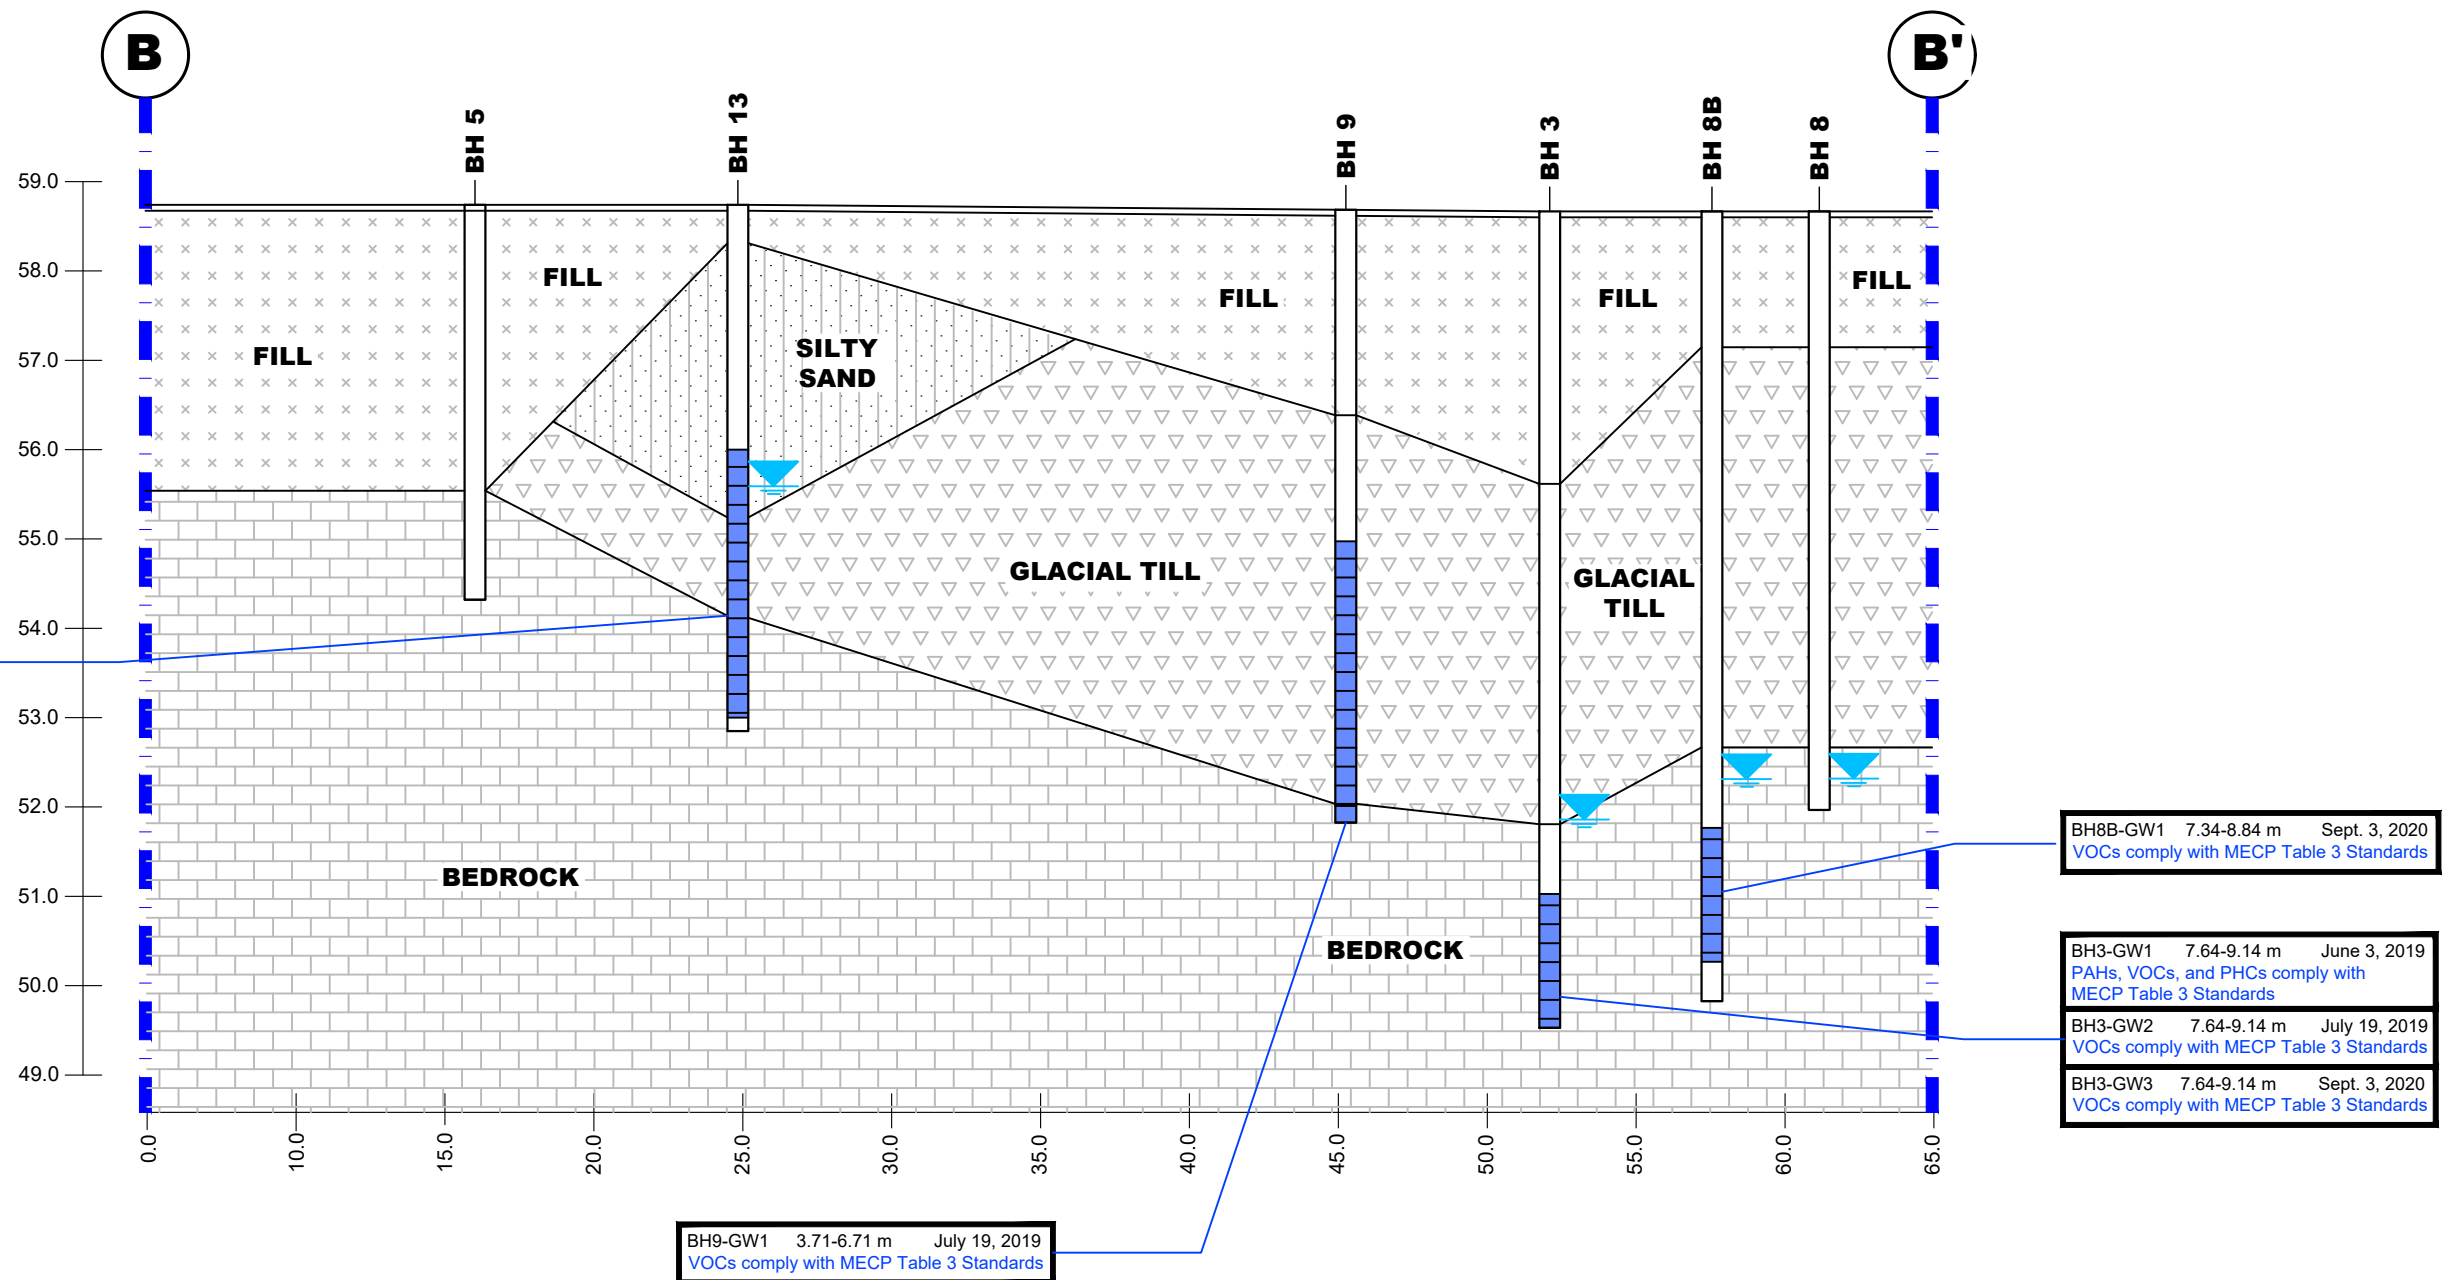 B
B'
BH 5
BH 13
BH 9
BH 3
BH 8B
BH 8
59.0
58.0
57.0
56.0
55.0
54.0
53.0
52.0
51.0
50.0
49.0
FILL
FILL
FILL
FILL
FILL
SILTY
SAND
GLACIAL TILL
GLACIAL
TILL
BEDROCK
BEDROCK
BH8B-GW1 7.34-8.84 m Sept. 3, 2020
VOCs comply with MECP Table 3 Standards
BH3-GW1 7.64-9.14 m June 3, 2019
PAHs, VOCs, and PHCs comply with
MECP Table 3 Standards
BH3-GW2 7.64-9.14 m July 19, 2019
VOCs comply with MECP Table 3 Standards
BH3-GW3 7.64-9.14 m Sept. 3, 2020
VOCs comply with MECP Table 3 Standards
0.0
10.0
15.0
20.0
25.0
30.0
35.0
40.0
45.0
50.0
55.0
60.0
65.0
BH9-GW1 3.71-6.71 m July 19, 2019
VOCs comply with MECP Table 3 Standards